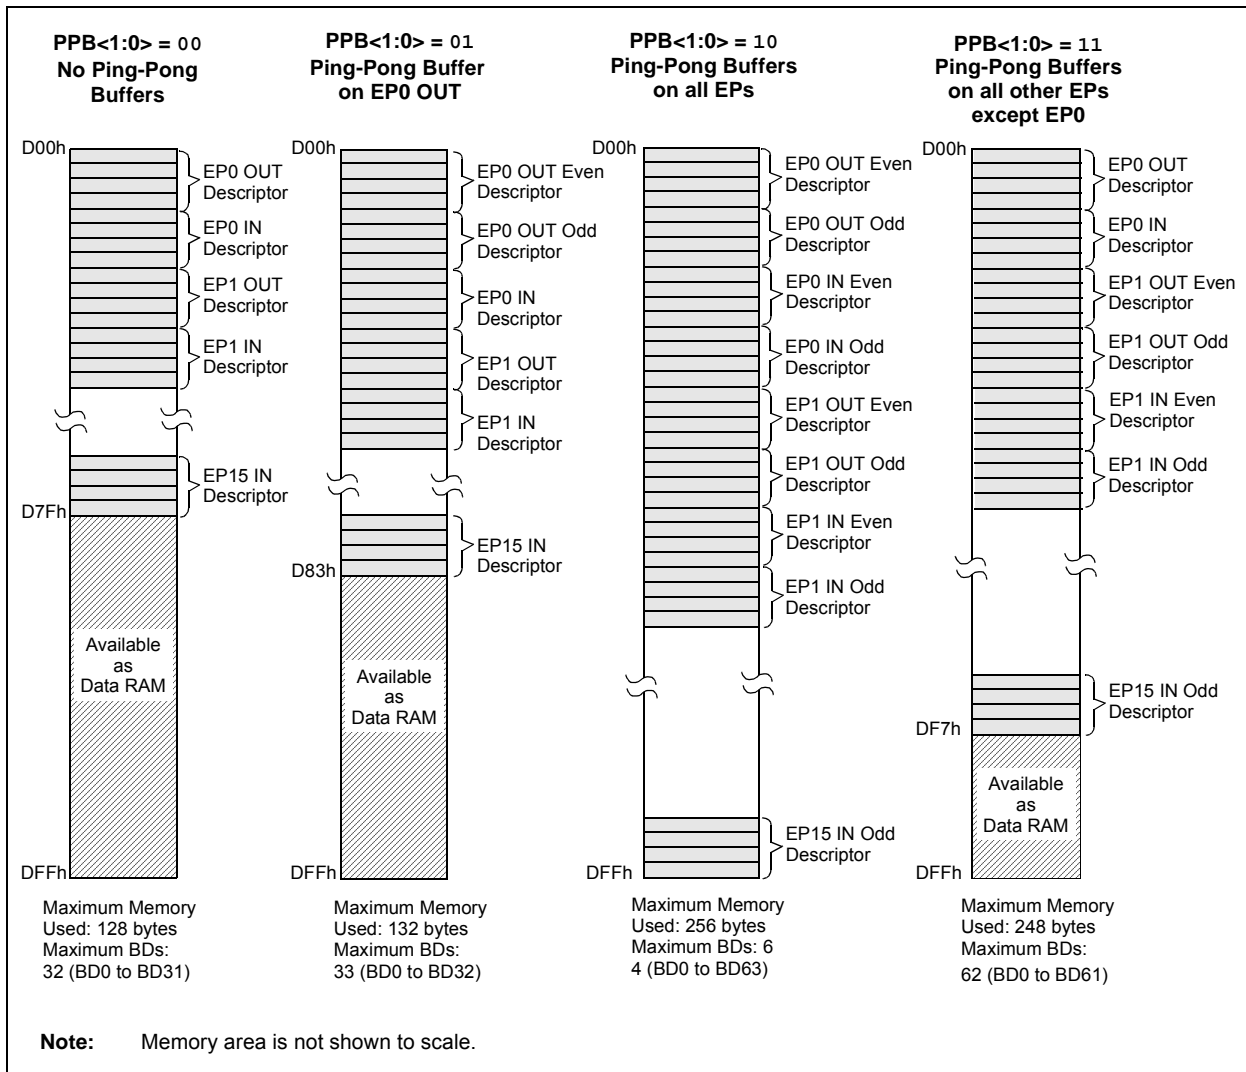 PPB<1:0> = 00
No Ping-Pong
Buffers
D00h
EP0 OUT
Descriptor
EP0 IN
Descriptor
EP1 OUT
Descriptor
EP1 IN
Descriptor
EP15 IN
Descriptor
D7Fh
Available
as
Data RAM
DFFh
Maximum Memory
Used: 128 bytes
Maximum BDs:
32 (BD0 to BD31)
PPB<1:0> = 01
Ping-Pong Buffer
on EP0 OUT
D00h
EP0 OUT Even
Descriptor
EP0 OUT Odd
Descriptor
EP0 IN
Descriptor
EP1 OUT
Descriptor
EP1 IN
Descriptor
EP15 IN
Descriptor
D83h
Available
as
Data RAM
DFFh
Maximum Memory
Used: 132 bytes
Maximum BDs:
33 (BD0 to BD32)
PPB<1:0> = 10
Ping-Pong Buffers
on all EPs
D00h
EP0 OUT Even
Descriptor
EP0 OUT Odd
Descriptor
EP0 IN Even
Descriptor
EP0 IN Odd
Descriptor
EP1 OUT Even
Descriptor
EP1 OUT Odd
Descriptor
EP1 IN Even
Descriptor
EP1 IN Odd
Descriptor
EP15 IN Odd
Descriptor
DFFh
Maximum Memory
Used: 256 bytes
Maximum BDs: 6
4 (BD0 to BD63)
PPB<1:0> = 11
Ping-Pong Buffers
on all other EPs
except EP0
D00h
EP0 OUT
Descriptor
EP0 IN
Descriptor
EP1 OUT Even
Descriptor
EP1 OUT Odd
Descriptor
EP1 IN Even
Descriptor
EP1 IN Odd
Descriptor
EP15 IN Odd
Descriptor
DF7h
Available
as
Data RAM
DFFh
Maximum Memory
Used: 248 bytes
Maximum BDs:
62 (BD0 to BD61)
Note: Memory area is not shown to scale.